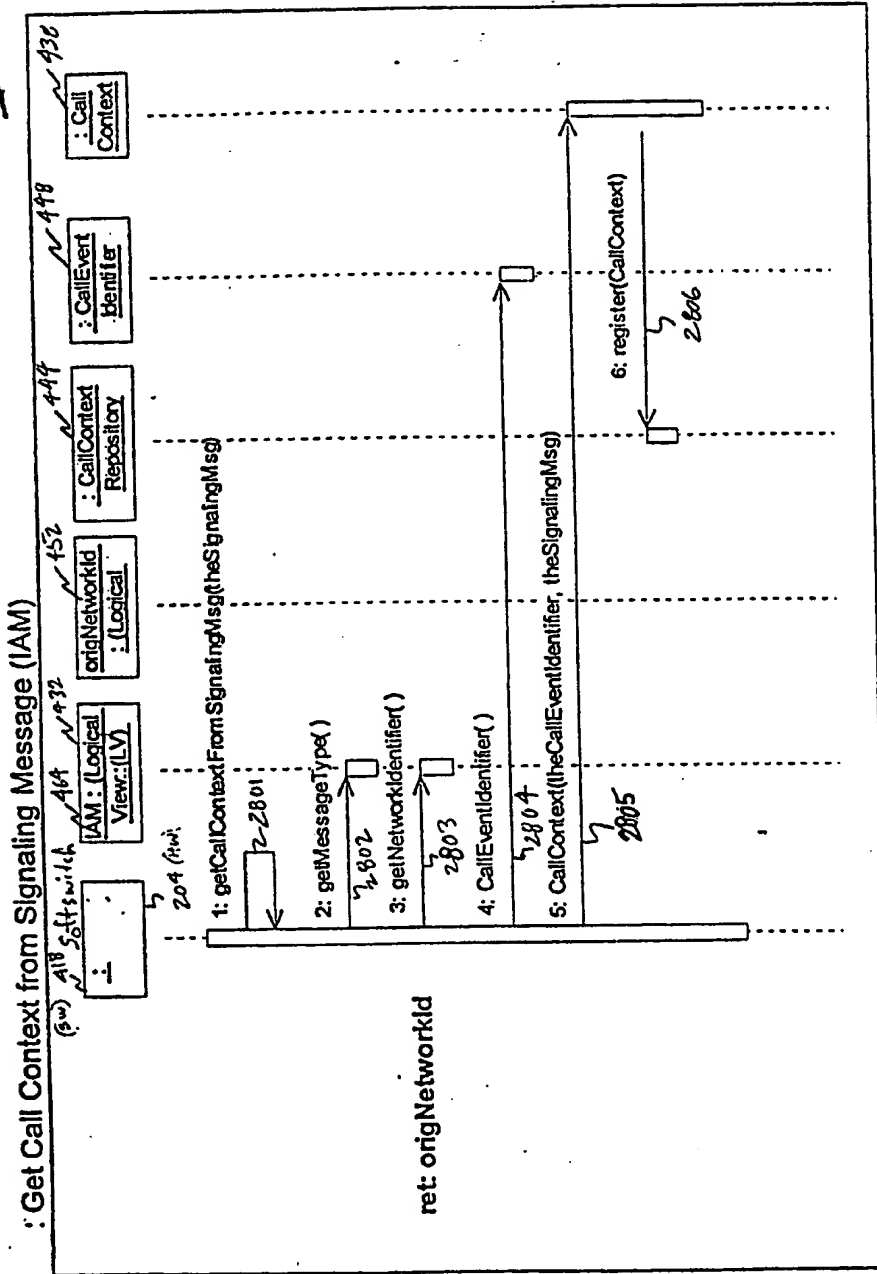 : Get Call Context from Signaling Message (IAM)
(sw) 418 Softswitch
:
204 (HW)
464
432
IAM : (Logical
View::(LV)
452
origNetworkId
: (Logical
444
: CallContext
Repository
448
: CallEvent
Identifer
438
: Call
Context
1: getCallContextFromSignalingMsg(theSignalingMsg)
2801
2: getMessageType( )
2802
3: getNetworkIdentifier( )
2803
4: CallEventIdentifier( )
2804
5: CallContext(theCallEventIdentifier, theSignalingMsg)
2805
6: register(CallContext)
2806
ret: origNetworkId